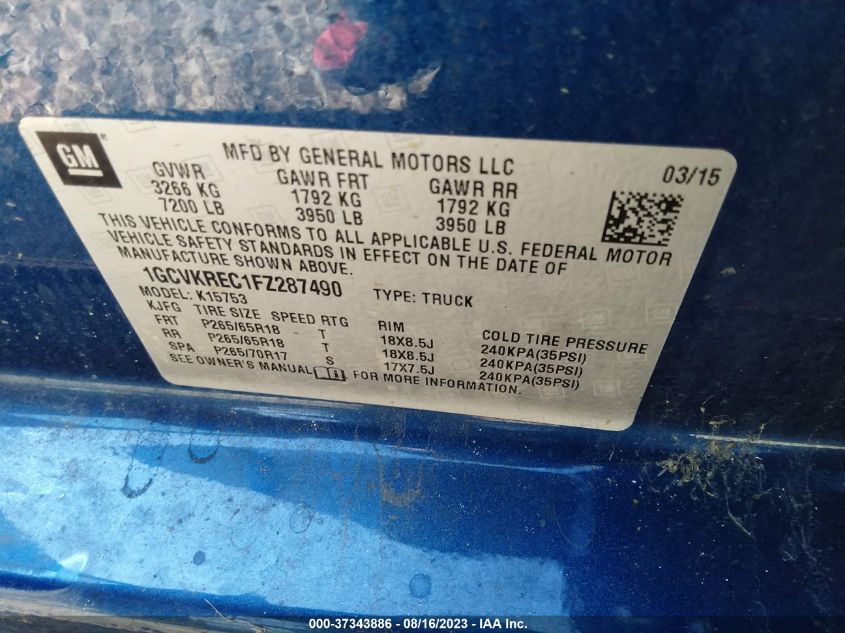 GM®
MFD BY GENERAL MOTORS LLC 03/15
GVWR GAWR FRT GAWR RR
3266 KG 1792 KG 1792 KG
7200 LB 3950 LB 3950 LB
THIS VEHICLE CONFORMS TO ALL APPLICABLE U.S. FEDERAL MOTOR
VEHICLE SAFETY STANDARDS IN EFFECT ON THE DATE OF
MANUFACTURE SHOWN ABOVE.
1GCVKREC1FZ287490 TYPE: TRUCK
MODEL: K15753
KJFG TIRE SIZE SPEED RTG RIM COLD TIRE PRESSURE
FRT P265/65R18 - T 18X8.5J 240KPA(35PSI)
RR P265/65R18 T 18X8.5J 240KPA(35PSI)
SPA P265/70R17 S 17X7.5J 240KPA(35PSI)
SEE OWNER'S MANUAL FOR MORE INFORMATION.
000-37343886 - 08/16/2023 - IAA Inc.